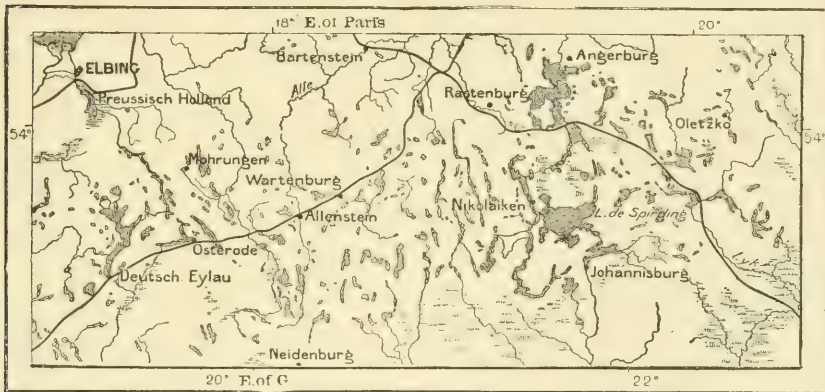 18° E. of Paris
20°
Bartenstein
Angerburg
ELBING
Alle
Rastenburg
Preussisch Holland
Oletzko
54°
54°
Mohrungen
Wartenburg
Nikolaiken
Allenstein
L. de Spirding
Osterode
Lyk
Deutsch Eylau
Johannisburg
Neidenburg
20° E. of G
22°